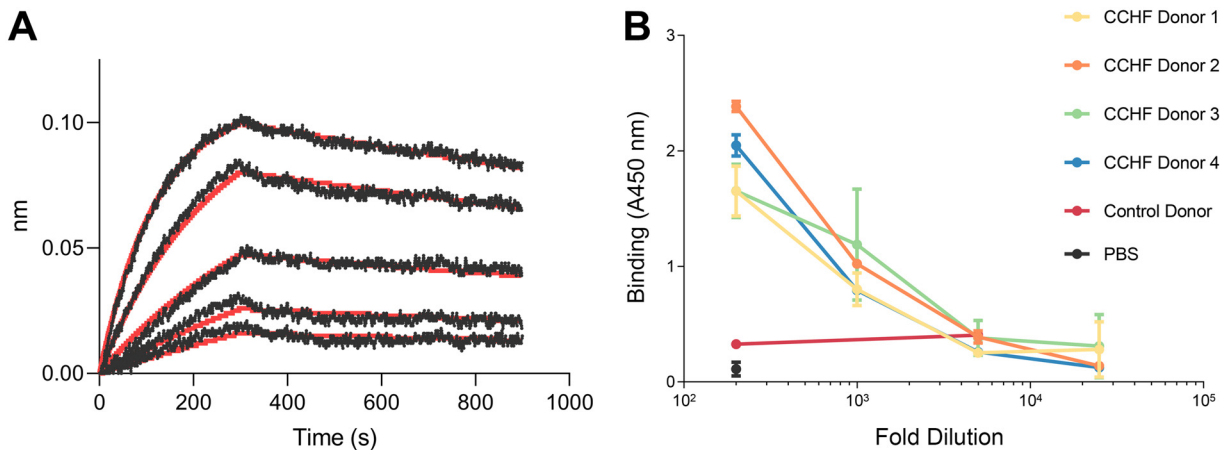 A
nm
0.10
0.05
0.00
0
200
400
600
800
1000
Time (s)
B
Binding (A450 nm)
3
2
1
0
10²
10³
10⁴
10⁵
Fold Dilution
CCHF Donor 1
CCHF Donor 2
CCHF Donor 3
CCHF Donor 4
Control Donor
PBS